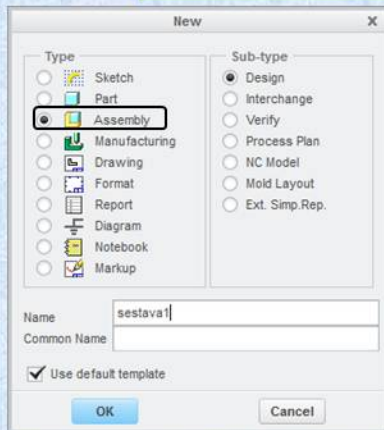 New
X
Type
Sketch
Part
Assembly
Manufacturing
Drawing
Format
Report
Diagram
Notebook
Markup
Sub-type
Design
Interchange
Verify
Process Plan
NC Model
Mold Layout
Ext. Simp.Rep.
Name sestava1
Common Name
Use default template
OK Cancel